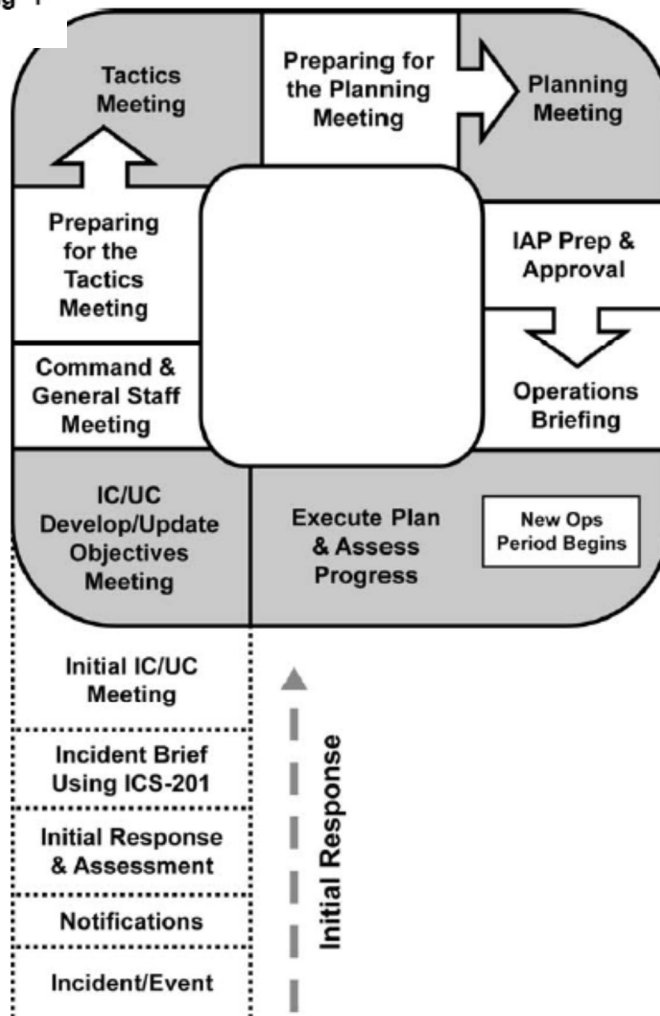 Tactics
Meeting
Preparing for
the Planning
Meeting
Planning
Meeting
Preparing
for the
Tactics
Meeting
IAP Prep &
Approval
Command &
General Staff
Meeting
Operations
Briefing
IC/UC
Develop/Update
Objectives
Meeting
Execute Plan
& Assess
Progress
New Ops
Period Begins
Initial IC/UC
Meeting
Incident Brief
Using ICS-201
Initial Response
& Assessment
Notifications
Incident/Event
Initial Response